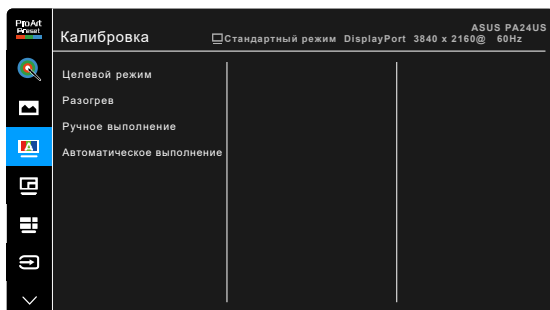 ProArt
Preset
ASUS PA24US
Калибровка
Стандартный режим DisplayPort 3840 x 2160@ 60Hz
Целевой режим
Разогрев
Ручное выполнение
Автоматическое выполнение
A